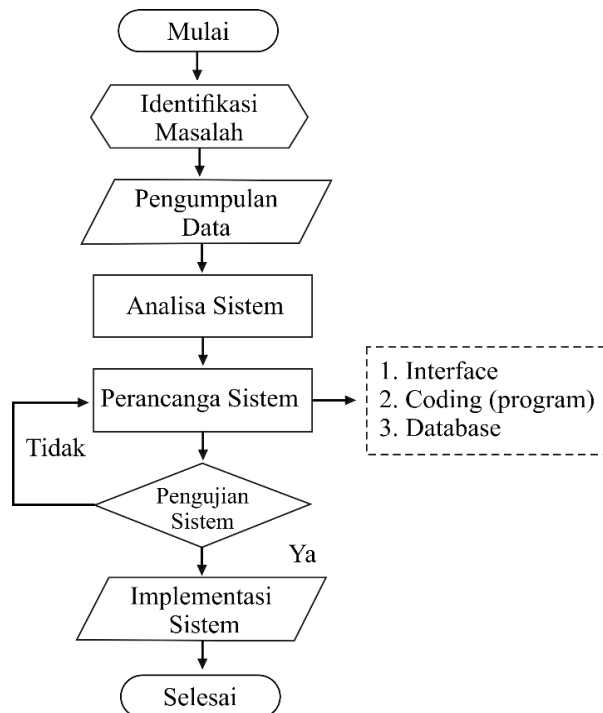 Mulai
Identifikasi
Masalah
Pengumpulan
Data
Analisa Sistem
Perancanga Sistem
1. Interface
2. Coding (program)
3. Database
Tidak
Pengujian
Sistem
Ya
Implementasi
Sistem
Selesai